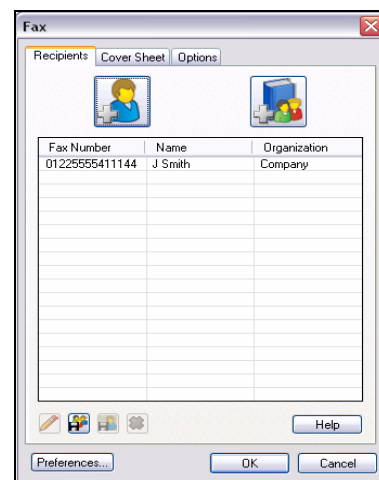 Fax
Recipients Cover Sheet Options
Fax Number Name Organization
01225555411144 J Smith Company
Help
Preferences... OK Cancel